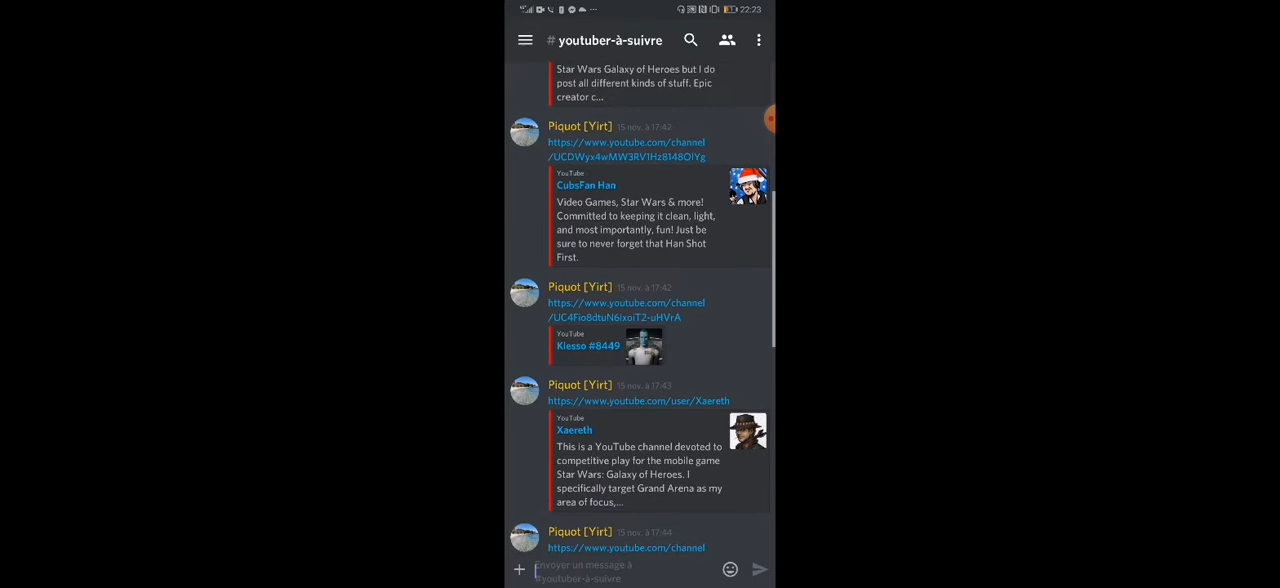 22:23
# youtuber-à-suivre
Star Wars Galaxy of Heroes but I do
post all different kinds of stuff. Epic
creator c...
Piquot [Yirt] 15 nov. à 17:42
https://www.youtube.com/channel
/UCDWyx4wMW3RV1Hz8148OlYg
YouTube
CubsFan Han
Video Games, Star Wars & more!
Committed to keeping it clean, light,
and most importantly, fun! Just be
sure to never forget that Han Shot
First.
Piquot [Yirt] 15 nov. à 17:42
https://www.youtube.com/channel
/UC4Fio8dtuN6ixoiT2-uHVrA
YouTube
Kiesso #8449
Piquot [Yirt] 15 nov. à 17:43
https://www.youtube.com/user/Xaereth
YouTube
Xaereth
This is a YouTube channel devoted to
competitive play for the mobile game
Star Wars: Galaxy of Heroes. I
specifically target Grand Arena as my
area of focus,...
Piquot [Yirt] 15 nov. à 17:44
https://www.youtube.com/channel
Envoyer un message à
#youtuber-à-suivre